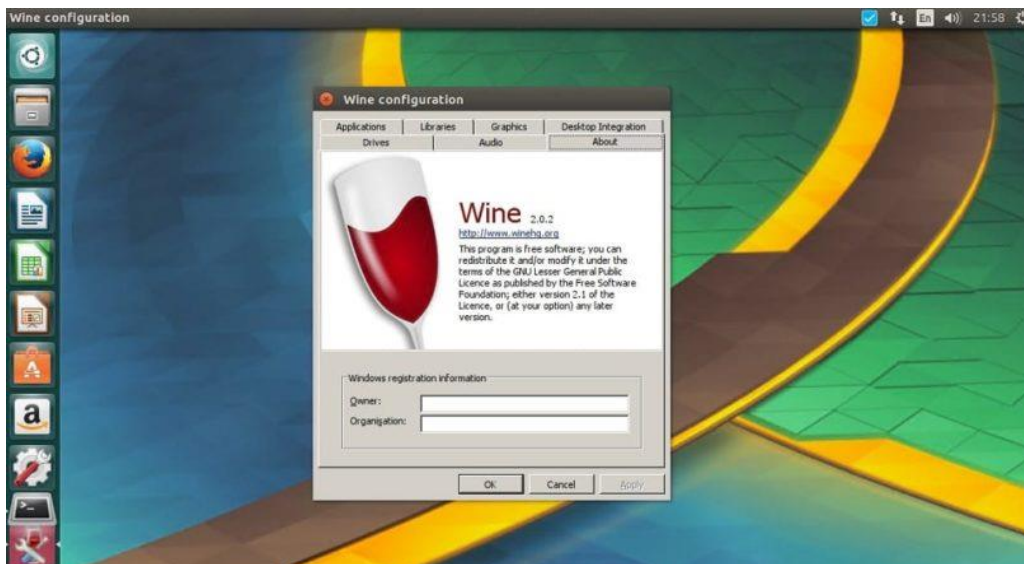 Wine configuration
En 21:58
Wine configuration
Applications Libraries Graphics Desktop Integration
Drives Audio About
Wine 2.0.2
http://www.winehq.org
This program is free software; you can
redistribute it and/or modify it under the
terms of the GNU Lesser General Public
Licence as published by the Free Software
Foundation; either version 2.1 of the
Licence, or (at your option) any later
version.
Windows registration information
Owner:
Organisation:
OK Cancel Apply
A
a
>_